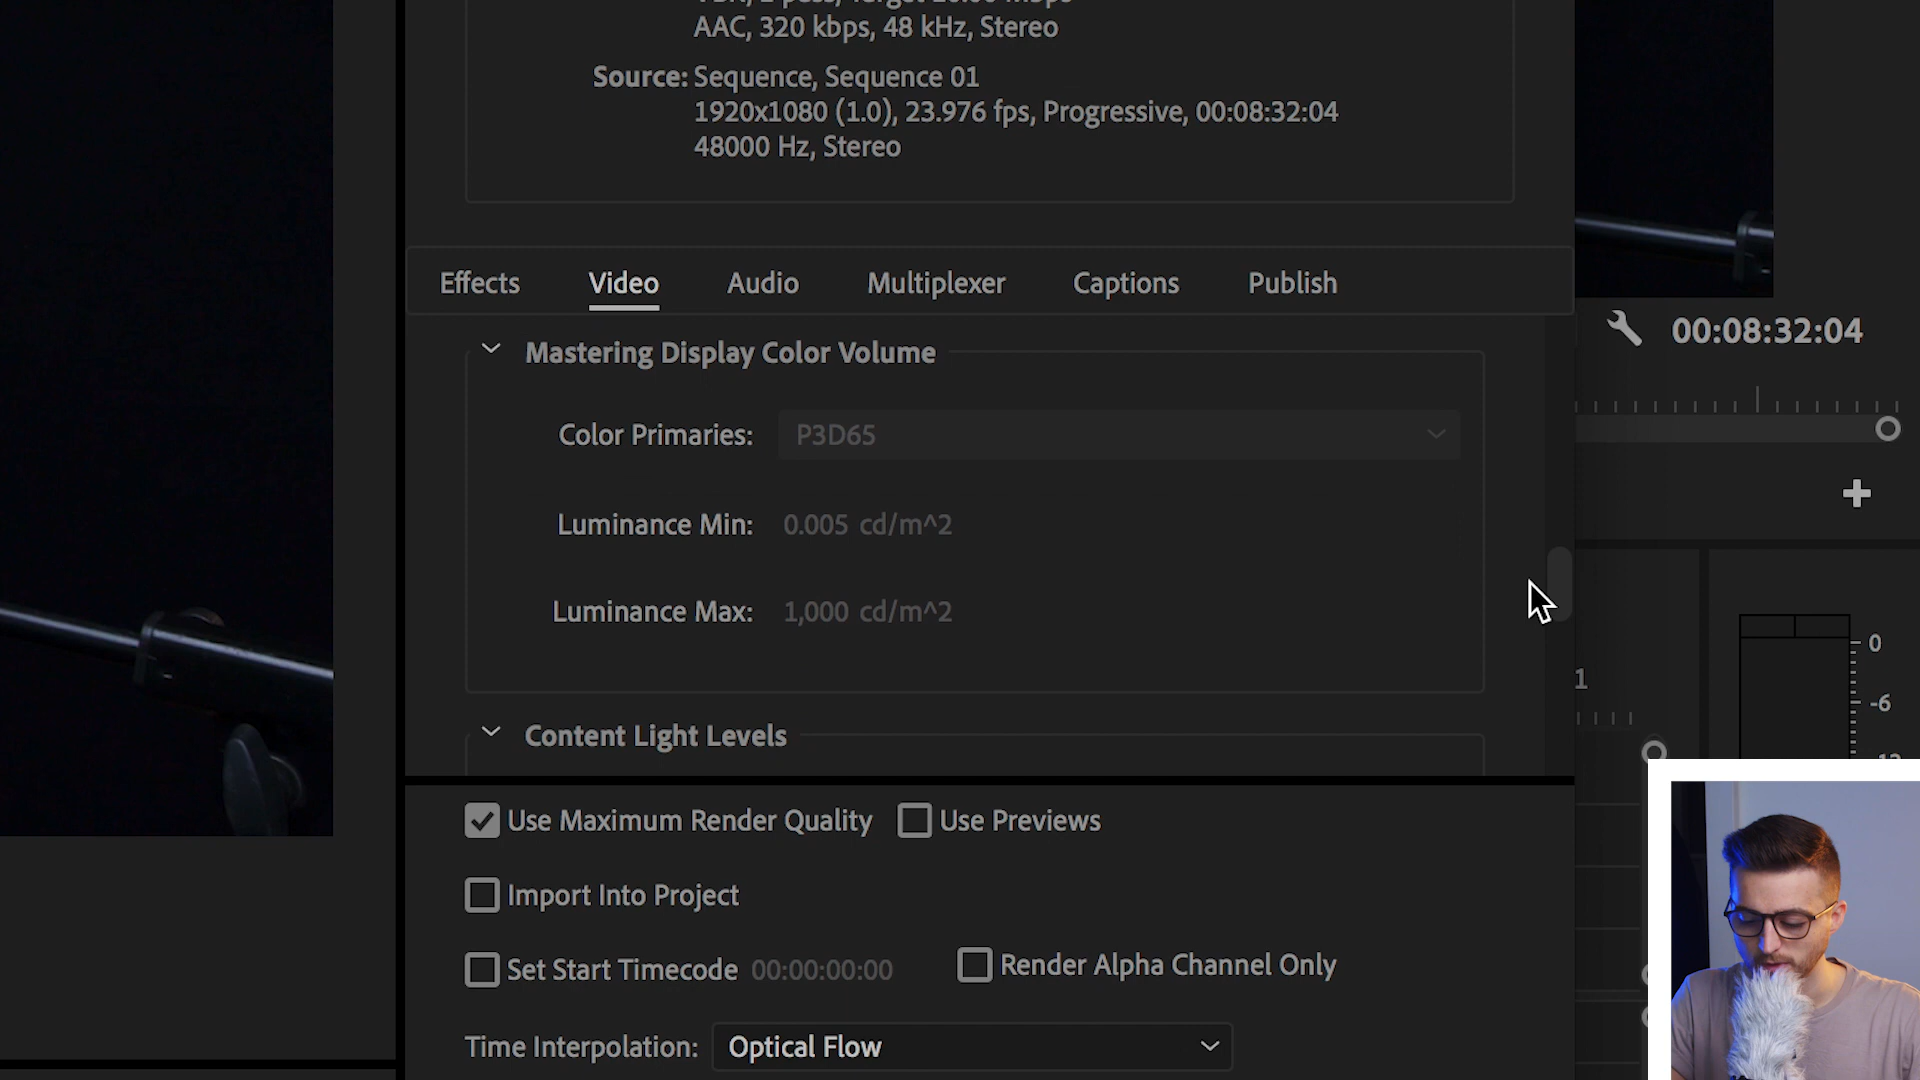 AAC, 320 kbps, 48 kHz, Stereo
Source: Sequence, Sequence 01
1920x1080 (1.0), 23.976 fps, Progressive, 00:08:32:04
48000 Hz, Stereo
Effects Video Audio Multiplexer Captions Publish
00:08:32:04
Mastering Display Color Volume
Color Primaries: P3D65
Luminance Min: 0.005 cd/m^2
Luminance Max: 1,000 cd/m^2
0
1
-6
Content Light Levels
Use Maximum Render Quality Use Previews
Import Into Project
Set Start Timecode 00:00:00:00 Render Alpha Channel Only
Time Interpolation: Optical Flow